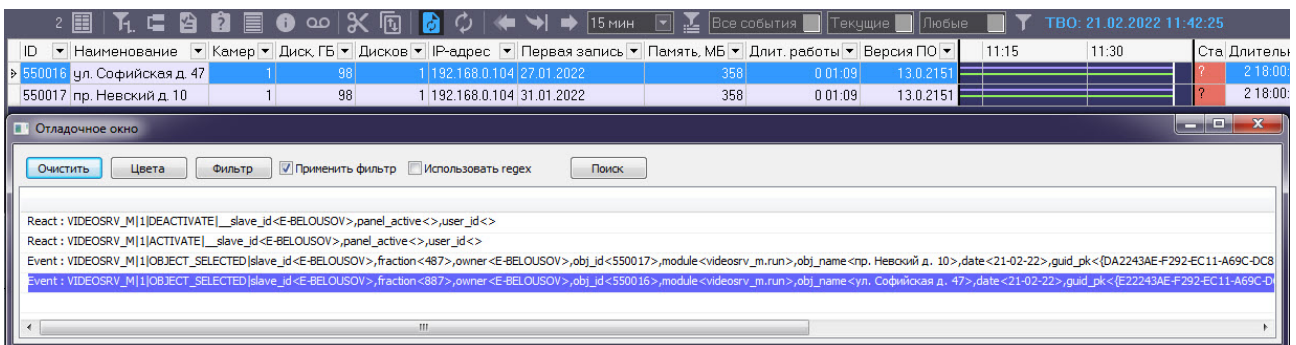 2 15 мин Все события Текущие Любые ТВО: 21.02.2022 11:42:25
ID Наименование Камер Диск, ГБ Дисков IP-адрес Первая запись Память, МБ Длит. работы Версия ПО 11:15 11:30 Ста Длительн
550016 ул. Софийская д. 47 1 98 1 192.168.0.104 27.01.2022 358 0 01:09 13.0.2151 ? 2 18:00:
550017 пр. Невский д. 10 1 98 1 192.168.0.104 31.01.2022 358 0 01:09 13.0.2151 ? 2 18:00:
Отладочное окно
Очистить Цвета Фильтр Применить фильтр Использовать regex Поиск
React : VIDEOSRV_M|1|DEACTIVATE|__slave_id<E-BELOUSOV>,panel_active<>,user_id<>
React : VIDEOSRV_M|1|ACTIVATE|__slave_id<E-BELOUSOV>,panel_active<>,user_id<>
Event : VIDEOSRV_M|1|OBJECT_SELECTED|slave_id<E-BELOUSOV>,fraction<487>,owner<E-BELOUSOV>,obj_id<550017>,module<videosrv_m.run>,obj_name<пр. Невский д. 10>,date<21-02-22>,guid_pk<{DA2243AE-F292-EC11-A69C-DC8
Event : VIDEOSRV_M|1|OBJECT_SELECTED|slave_id<E-BELOUSOV>,fraction<887>,owner<E-BELOUSOV>,obj_id<550016>,module<videosrv_m.run>,obj_name<ул. Софийская д. 47>,date<21-02-22>,guid_pk<{E22243AE-F292-EC11-A69C-D